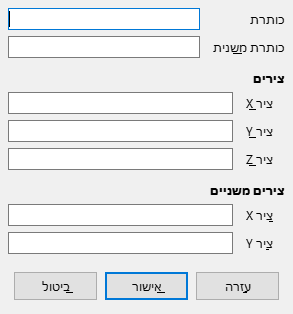 כותרת
כותרת משנית
צירים
ציר X
ציר Y
ציר Z
צירים משניים
ציר X
ציר Y
עזרה
אישור
ביטול